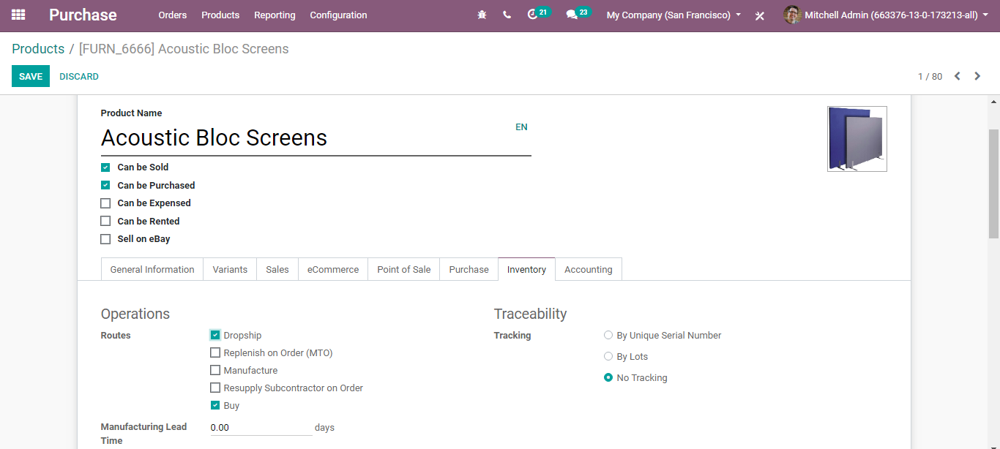 Purchase Orders Products Reporting Configuration 21 23 My Company (San Francisco) Mitchell Admin (663376-13-0-173213-all)
Products / [FURN_6666] Acoustic Bloc Screens
SAVE DISCARD 1 / 80
Product Name
Acoustic Bloc Screens EN
Can be Sold
Can be Purchased
Can be Expensed
Can be Rented
Sell on eBay
General Information Variants Sales eCommerce Point of Sale Purchase Inventory Accounting
Operations Traceability
Routes Dropship Tracking By Unique Serial Number
Replenish on Order (MTO) By Lots
Manufacture No Tracking
Resupply Subcontractor on Order
Buy
Manufacturing Lead 0.00 days
Time